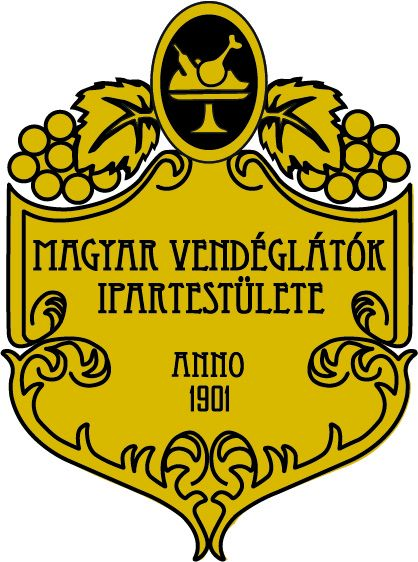 MAGYAR VENDÉGLÁTÓK
IPARTESTÜLETE
ANNO
1901